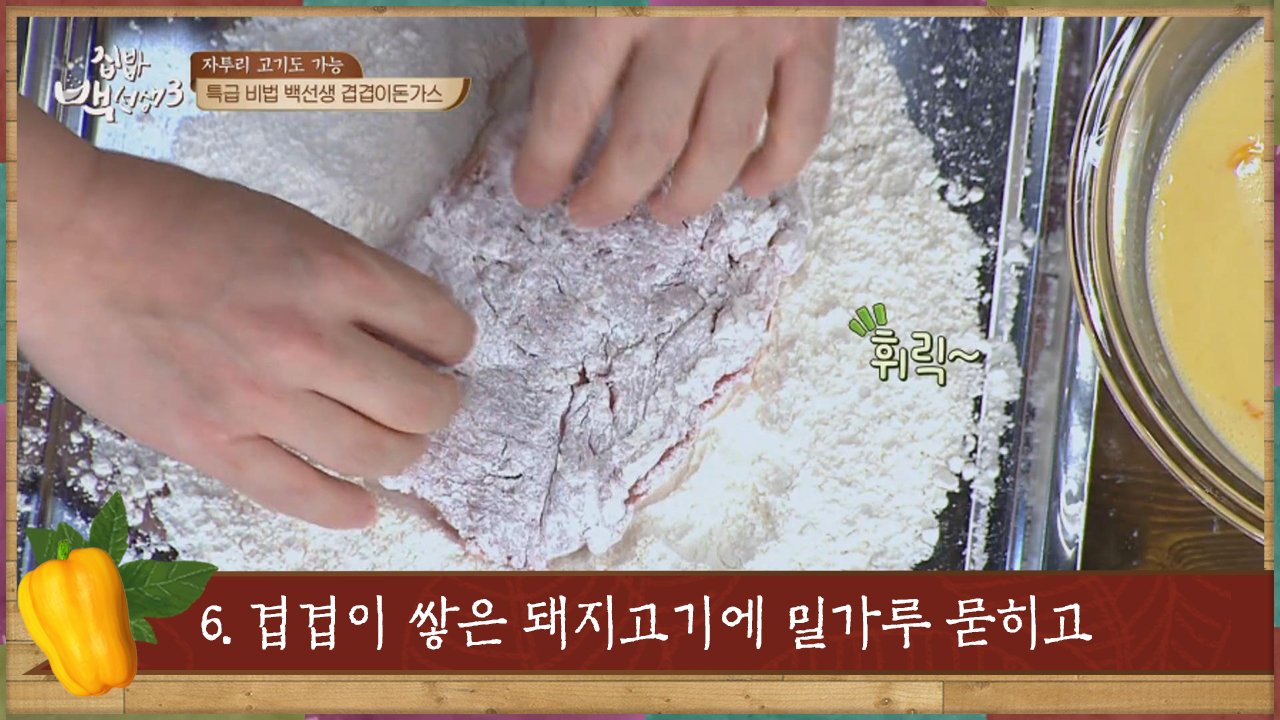 집밥
백선생3
자투리 고기도 가능
특급 비법 백선생 겹겹이돈가스
휘릭~
6. 겹겹이 쌓은 돼지고기에 밀가루 묻히고